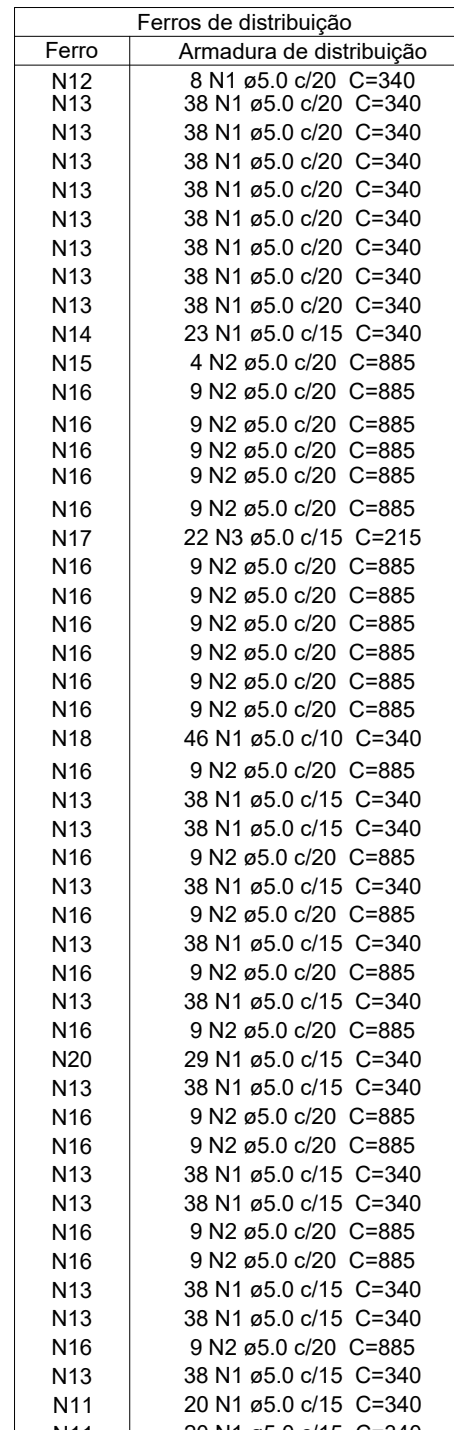 Ferros de distribuição
Ferro Armadura de distribuição
N12 8 N1 ø5.0 c/20 C=340
N13 38 N1 ø5.0 c/20 C=340
N13 38 N1 ø5.0 c/20 C=340
N13 38 N1 ø5.0 c/20 C=340
N13 38 N1 ø5.0 c/20 C=340
N13 38 N1 ø5.0 c/20 C=340
N13 38 N1 ø5.0 c/20 C=340
N13 38 N1 ø5.0 c/20 C=340
N13 38 N1 ø5.0 c/20 C=340
N14 23 N1 ø5.0 c/15 C=340
N15 4 N2 ø5.0 c/20 C=885
N16 9 N2 ø5.0 c/20 C=885
N16 9 N2 ø5.0 c/20 C=885
N16 9 N2 ø5.0 c/20 C=885
N16 9 N2 ø5.0 c/20 C=885
N16 9 N2 ø5.0 c/20 C=885
N17 22 N3 ø5.0 c/15 C=215
N16 9 N2 ø5.0 c/20 C=885
N16 9 N2 ø5.0 c/20 C=885
N16 9 N2 ø5.0 c/20 C=885
N16 9 N2 ø5.0 c/20 C=885
N16 9 N2 ø5.0 c/20 C=885
N16 9 N2 ø5.0 c/20 C=885
N18 46 N1 ø5.0 c/10 C=340
N16 9 N2 ø5.0 c/20 C=885
N13 38 N1 ø5.0 c/15 C=340
N13 38 N1 ø5.0 c/15 C=340
N16 9 N2 ø5.0 c/20 C=885
N13 38 N1 ø5.0 c/15 C=340
N16 9 N2 ø5.0 c/20 C=885
N13 38 N1 ø5.0 c/15 C=340
N16 9 N2 ø5.0 c/20 C=885
N13 38 N1 ø5.0 c/15 C=340
N16 9 N2 ø5.0 c/20 C=885
N20 29 N1 ø5.0 c/15 C=340
N13 38 N1 ø5.0 c/15 C=340
N16 9 N2 ø5.0 c/20 C=885
N16 9 N2 ø5.0 c/20 C=885
N13 38 N1 ø5.0 c/15 C=340
N13 38 N1 ø5.0 c/15 C=340
N16 9 N2 ø5.0 c/20 C=885
N16 9 N2 ø5.0 c/20 C=885
N13 38 N1 ø5.0 c/15 C=340
N13 38 N1 ø5.0 c/15 C=340
N16 9 N2 ø5.0 c/20 C=885
N13 38 N1 ø5.0 c/15 C=340
N11 20 N1 ø5.0 c/15 C=340